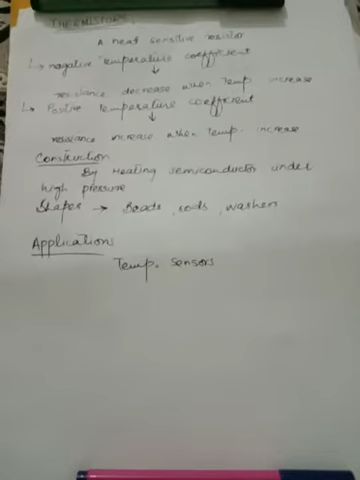 THERMISTORS
A heat sensitive resistor
↳ negative Temperature coefficient
↓
resistance decrease when Temp. increase
↳ Positive temperature coefficient
↓
resistance increase when Temp. increase
Construction
By Heating semiconductor under
high pressure
Shapes → Beads, rods, washer
Applications
Temp. sensors